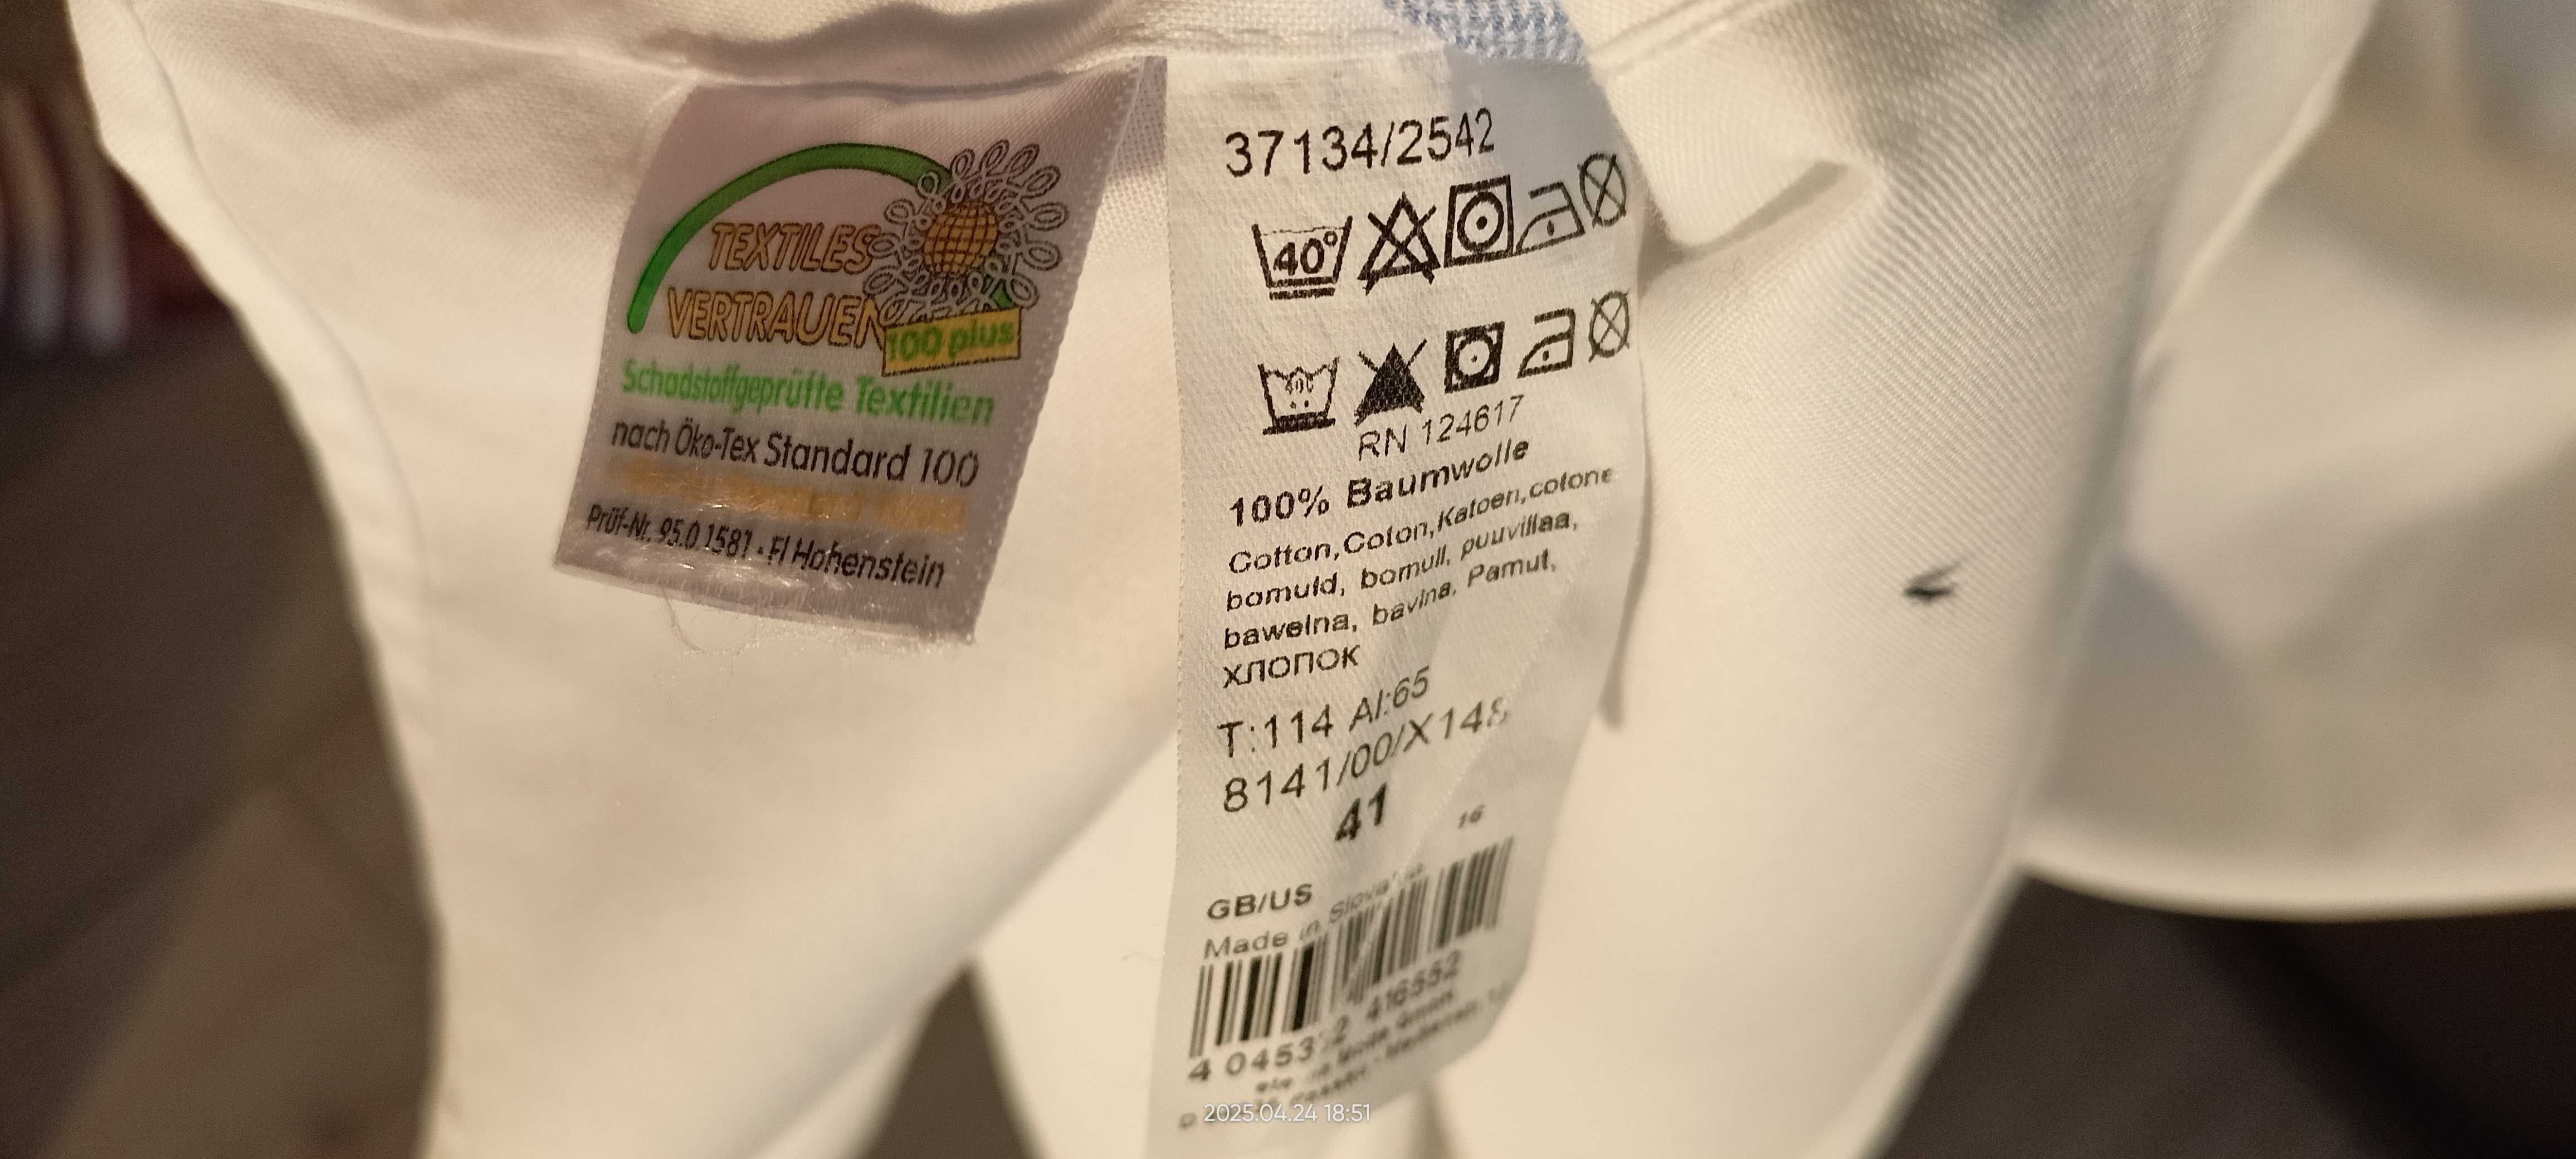 TEXTILES
VERTRAUEN
100 plus
Schadstoffgeprüfte Textilien
nach Öko-Tex Standard 100
Prüf-Nr. 95.0.1581 - FI Hohenstein
37134/2542
40°
RN 124617
100% Baumwolle
Cotton,Coton,Katoen,cotone
bomuld, bomull, puuvillaa,
bawelna, bavlna, Pamut,
хлопок
T:114 Al:65
8141/00/X148
41
16
GB/US
Made in Slovakia
416552
2025.04.24 18:51